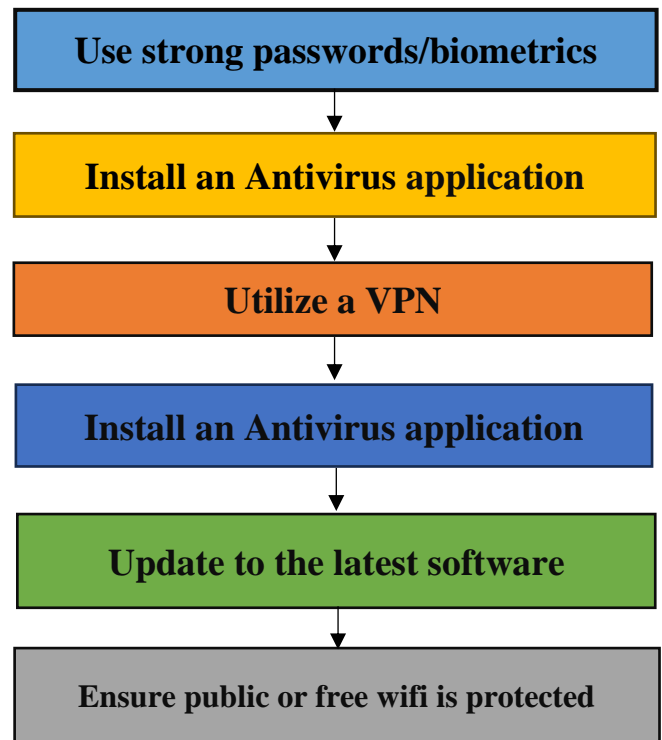 Use strong passwords/biometrics
Install an Antivirus application
Utilize a VPN
Install an Antivirus application
Update to the latest software
Ensure public or free wifi is protected